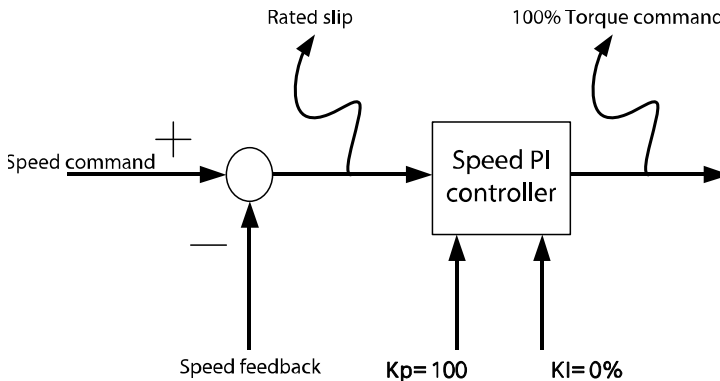 Rated slip
100% Torque command
+
Speed command
Speed PI
controller
—
Speed feedback
Kp= 100
KI= 0%